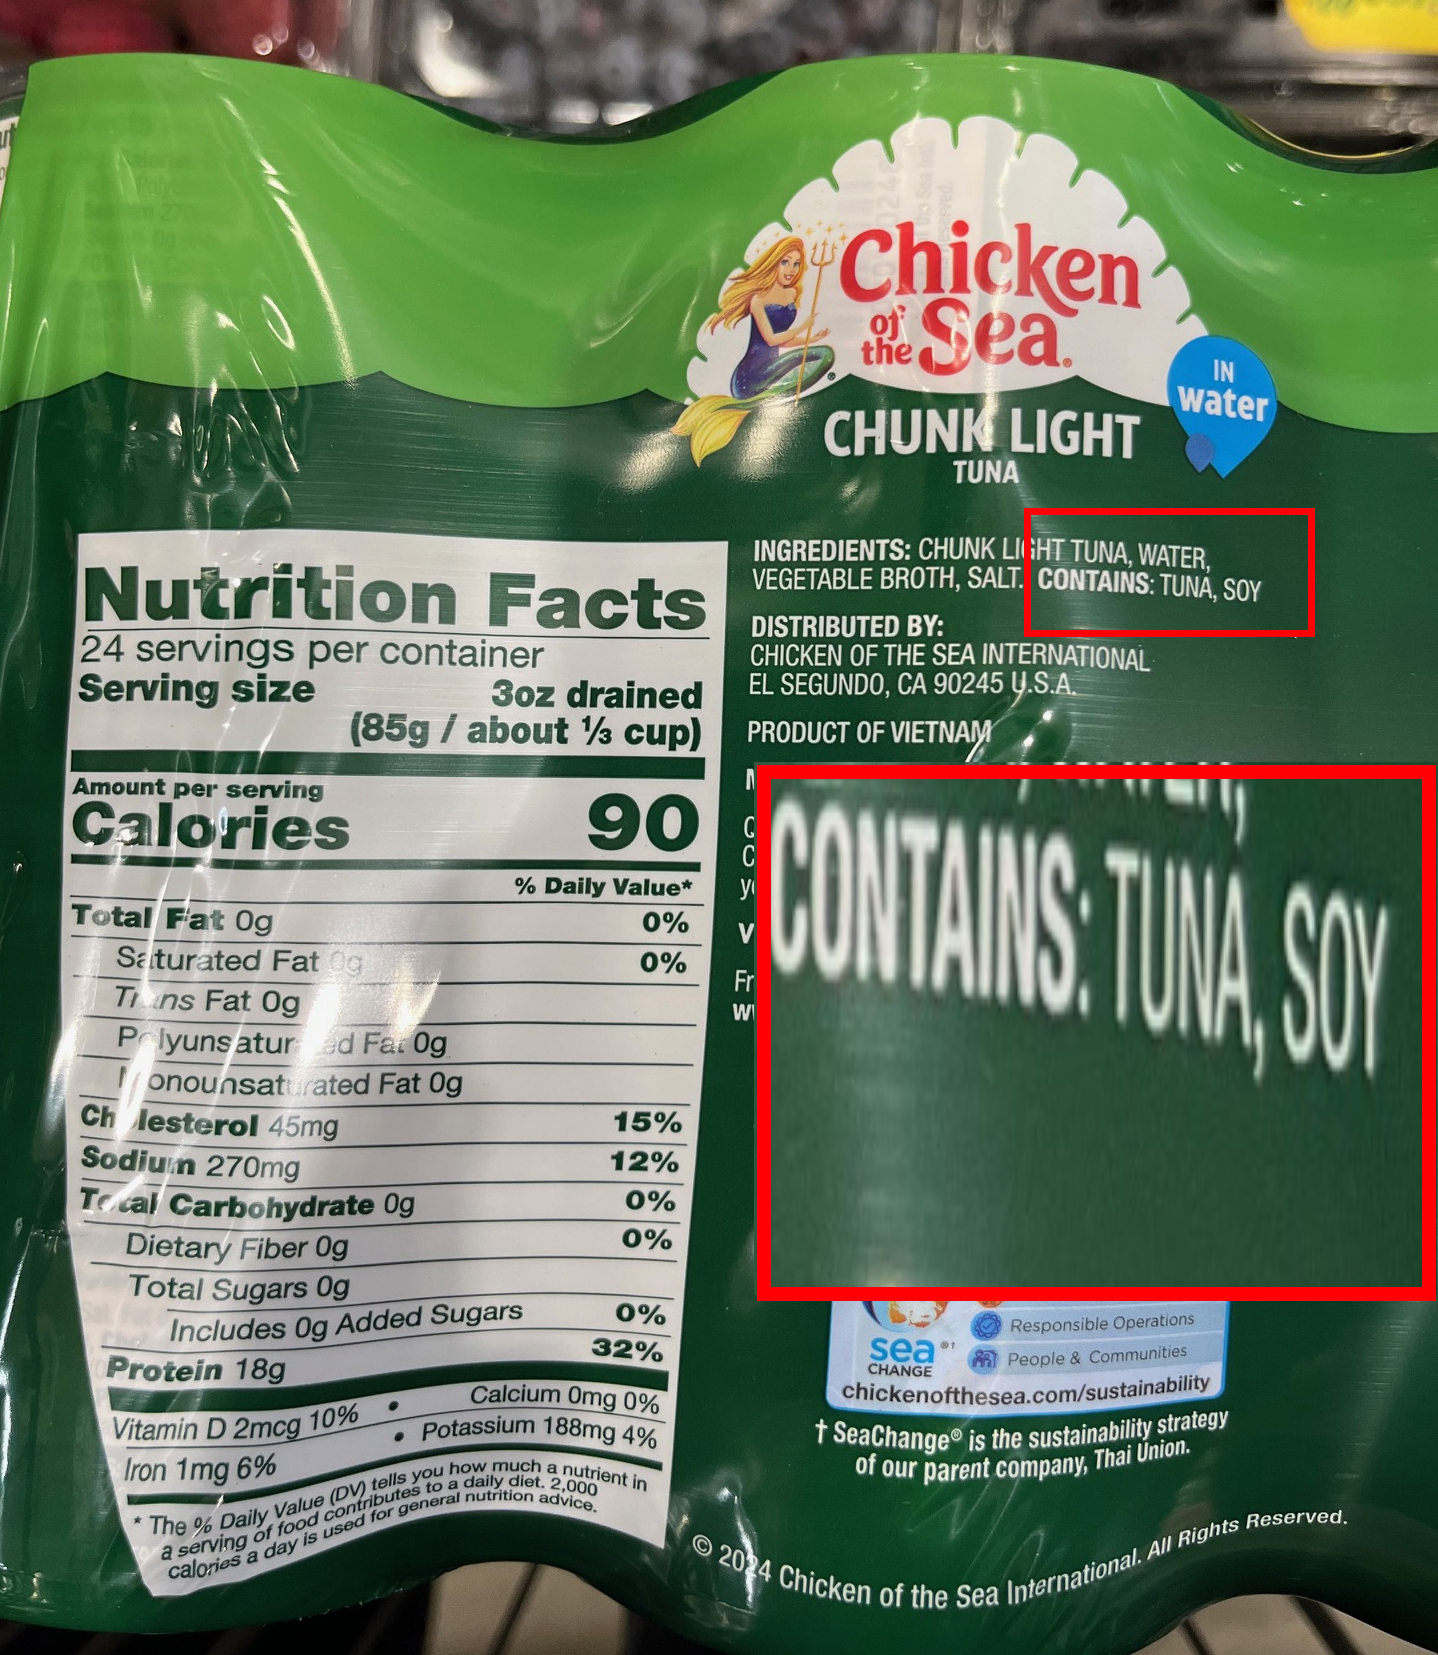 Chicken
of
the Sea®
IN
water
CHUNK LIGHT
TUNA
INGREDIENTS: CHUNK LIGHT TUNA, WATER,
VEGETABLE BROTH, SALT. CONTAINS: TUNA, SOY
DISTRIBUTED BY:
CHICKEN OF THE SEA INTERNATIONAL
EL SEGUNDO, CA 90245 U.S.A.
PRODUCT OF VIETNAM
CONTAINS: TUNA, SOY
Nutrition Facts
24 servings per container
Serving size 3oz drained
(85g / about ⅓ cup)
Amount per serving
Calories 90
% Daily Value*
Total Fat 0g 0%
Saturated Fat 0g 0%
Trans Fat 0g
Polyunsaturated Fat 0g
Monounsaturated Fat 0g
Cholesterol 45mg 15%
Sodium 270mg 12%
Total Carbohydrate 0g 0%
Dietary Fiber 0g 0%
Total Sugars 0g
Includes 0g Added Sugars 0%
Protein 18g 32%
Vitamin D 2mcg 10% • Calcium 0mg 0%
Iron 1mg 6% • Potassium 188mg 4%
* The % Daily Value (DV) tells you how much a nutrient in
a serving of food contributes to a daily diet. 2,000
calories a day is used for general nutrition advice.
sea ®†
CHANGE
Responsible Operations
People & Communities
chickenofthesea.com/sustainability
† SeaChange® is the sustainability strategy
of our parent company, Thai Union.
© 2024 Chicken of the Sea International. All Rights Reserved.